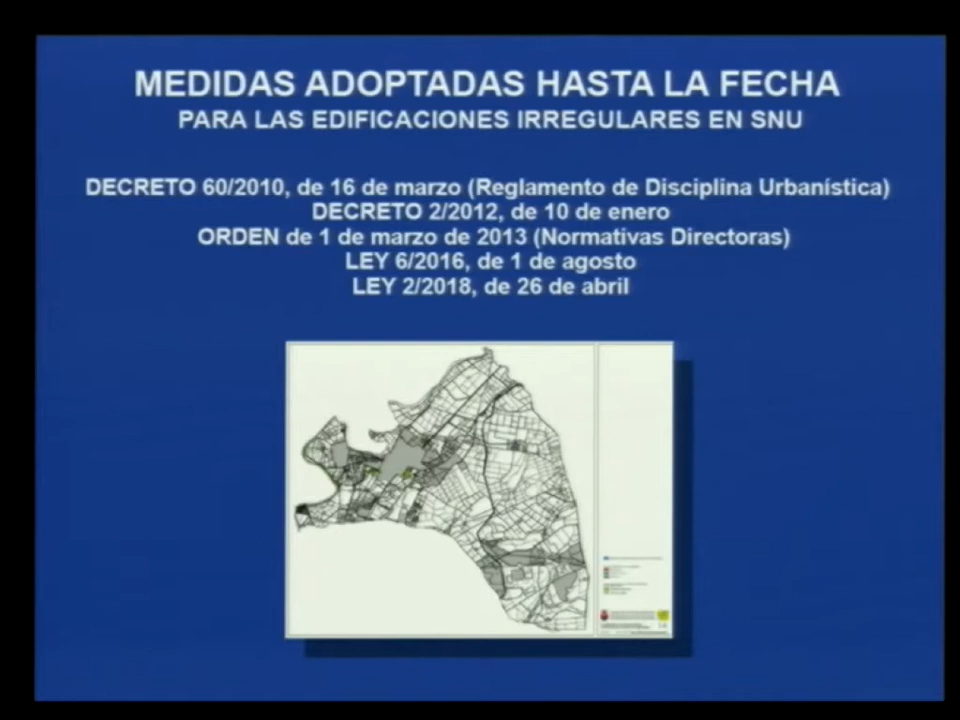 MEDIDAS ADOPTADAS HASTA LA FECHA
PARA LAS EDIFICACIONES IRREGULARES EN SNU
DECRETO 60/2010, de 16 de marzo (Reglamento de Disciplina Urbanística)
DECRETO 2/2012, de 10 de enero
ORDEN de 1 de marzo de 2013 (Normativas Directoras)
LEY 6/2016, de 1 de agosto
LEY 2/2018, de 26 de abril